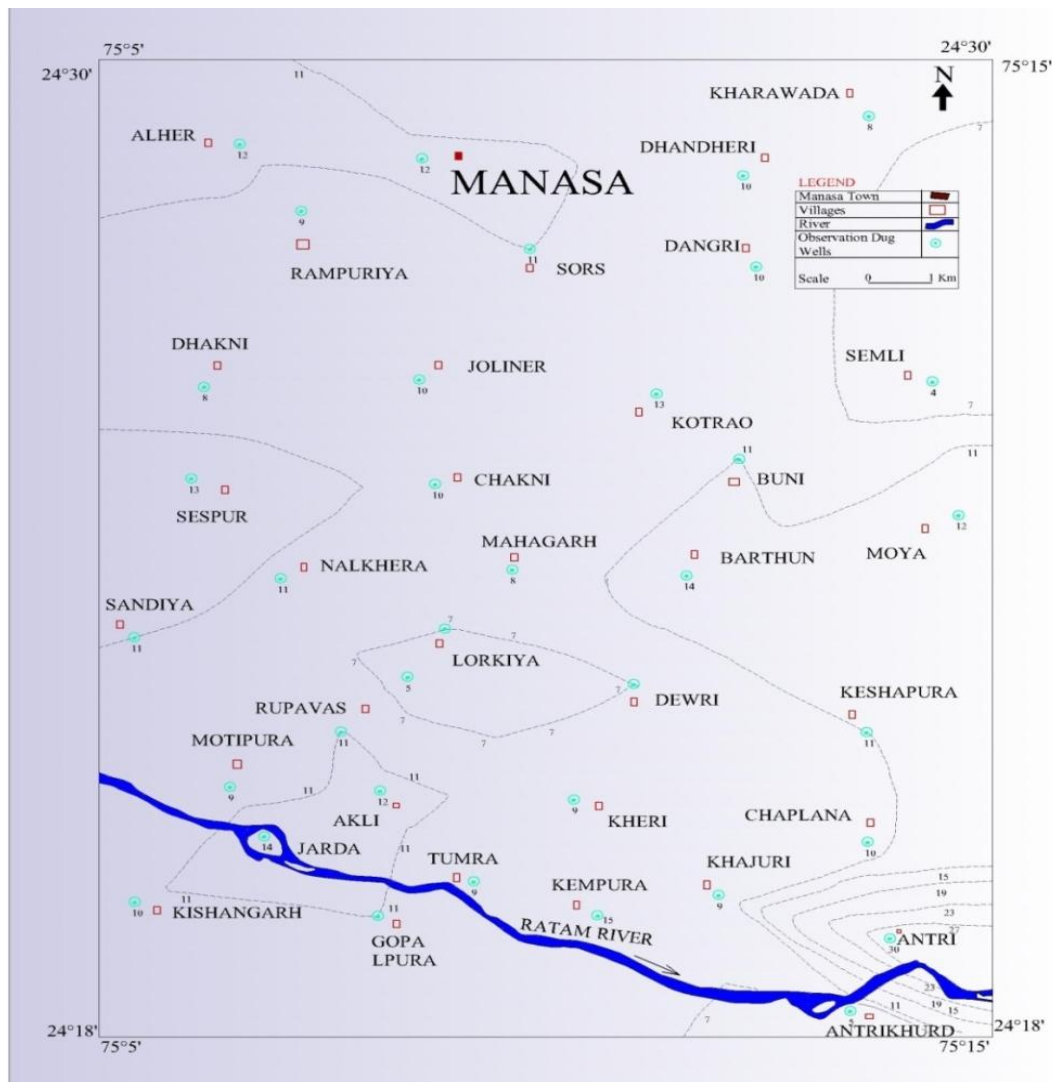 75°5'
24°30'
24°30'
75°15'
11
N
KHARAWADA
8
7
ALHER
12
12
MANASA
DHANDHERI
10
LEGEND
Manasa Town
Villages
River
Observation Dug
Wells
Scale 0 1 Km
9
RAMPURIYA
11
SORS
DANGRI
10
DHAKNI
8
JOLINER
10
SEMLI
4
7
13
KOTRAO
11
11
BUNI
13
SESPUR
CHAKNI
10
12
MOYA
MAHAGARH
8
BARTHUN
14
NALKHERA
11
SANDIYA
11
7
7
LORKIYA
7
5
7
DEWRI
RUPAVAS
7
7
7
11
KESHAPURA
11
MOTIPURA
9
11
11
12
AKLI
9
KHERI
CHAPLANA
10
14
JARDA
11
TUMRA
9
KHAJURI
9
15
19
KEMPURA
15
11
10
KISHANGARH
11
GOPA
LPURA
RATAM RIVER
23
27
ANTRI
30
23
19
15
11
7
5
ANTRIKHURD
24°18'
75°5'
24°18'
75°15'